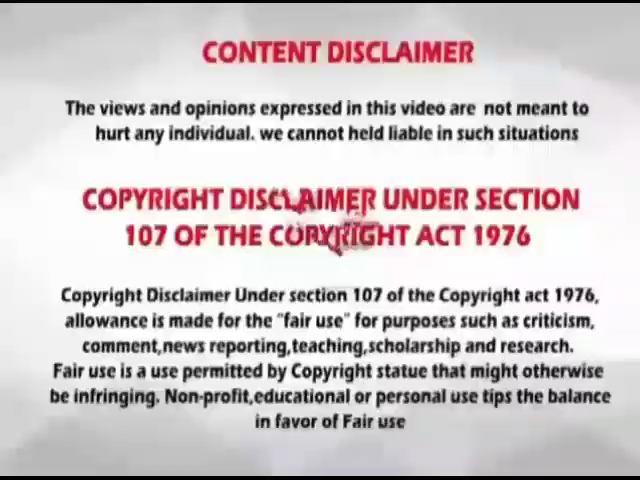 CONTENT DISCLAIMER
The views and opinions expressed in this video are not meant to
hurt any individual. we cannot held liable in such situations
COPYRIGHT DISCLAIMER UNDER SECTION
107 OF THE COPYRIGHT ACT 1976
Copyright Disclaimer Under section 107 of the Copyright act 1976,
allowance is made for the "fair use" for purposes such as criticism,
comment,news reporting,teaching,scholarship and research.
Fair use is a use permitted by Copyright statue that might otherwise
be infringing. Non-profit,educational or personal use tips the balance
in favor of Fair use